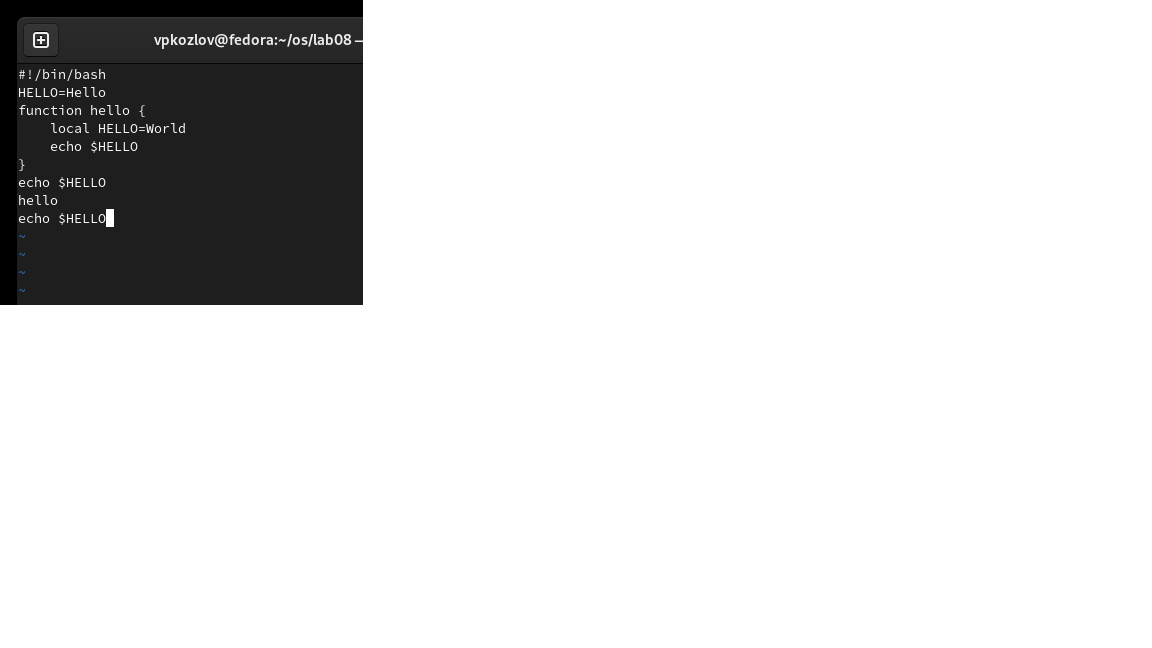 vpkozlov@fedora:~/os/lab08 —
#!/bin/bash
HELLO=Hello
function hello {
    local HELLO=World
    echo $HELLO
}
echo $HELLO
hello
echo $HELLO
~
~
~
~